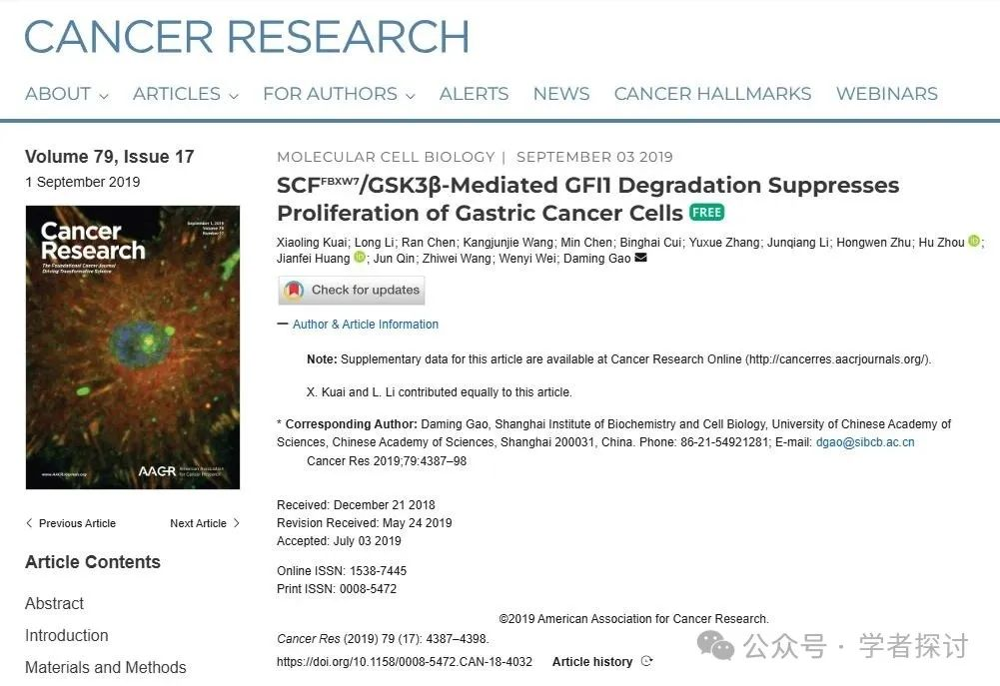 CANCER RESEARCH
ABOUT ARTICLES FOR AUTHORS ALERTS NEWS CANCER HALLMARKS WEBINARS
Volume 79, Issue 17
1 September 2019
Cancer
Research
September 1, 2019
Volume 79
Number 17
The Foundational Cancer Journal
Driving Transformative Science
www.AACRJournals.org
AACR American Association
for Cancer Research
Previous Article Next Article
Article Contents
Abstract
Introduction
Materials and Methods
MOLECULAR CELL BIOLOGY | SEPTEMBER 03 2019
SCFFBXW7/GSK3β-Mediated GFI1 Degradation Suppresses
Proliferation of Gastric Cancer Cells FREE
Xiaoling Kuai; Long Li; Ran Chen; Kangjunjie Wang; Min Chen; Binghai Cui; Yuxue Zhang; Junqiang Li; Hongwen Zhu; Hu Zhou iD;
Jianfei Huang iD; Jun Qin; Zhiwei Wang; Wenyi Wei; Daming Gao
Check for updates
— Author & Article Information
Note: Supplementary data for this article are available at Cancer Research Online (http://cancerres.aacrjournals.org/).
X. Kuai and L. Li contributed equally to this article.
* Corresponding Author: Daming Gao, Shanghai Institute of Biochemistry and Cell Biology, University of Chinese Academy of
Sciences, Chinese Academy of Sciences, Shanghai 200031, China. Phone: 86-21-54921281; E-mail: dgao@sibcb.ac.cn
Cancer Res 2019;79:4387–98
Received: December 21 2018
Revision Received: May 24 2019
Accepted: July 03 2019
Online ISSN: 1538-7445
Print ISSN: 0008-5472
©2019 American Association for Cancer Research.
Cancer Res (2019) 79 (17): 4387–4398.
https://doi.org/10.1158/0008-5472.CAN-18-4032 Article history
公众号 · 学者探讨